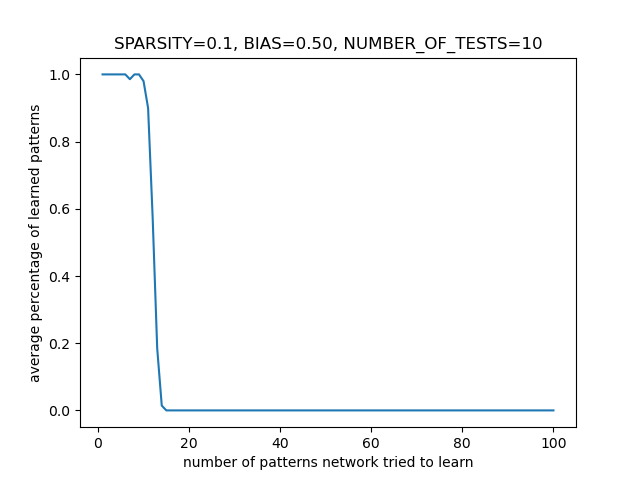 SPARSITY=0.1, BIAS=0.50, NUMBER_OF_TESTS=10
average percentage of learned patterns
1.0
0.8
0.6
0.4
0.2
0.0
0 20 40 60 80 100
number of patterns network tried to learn